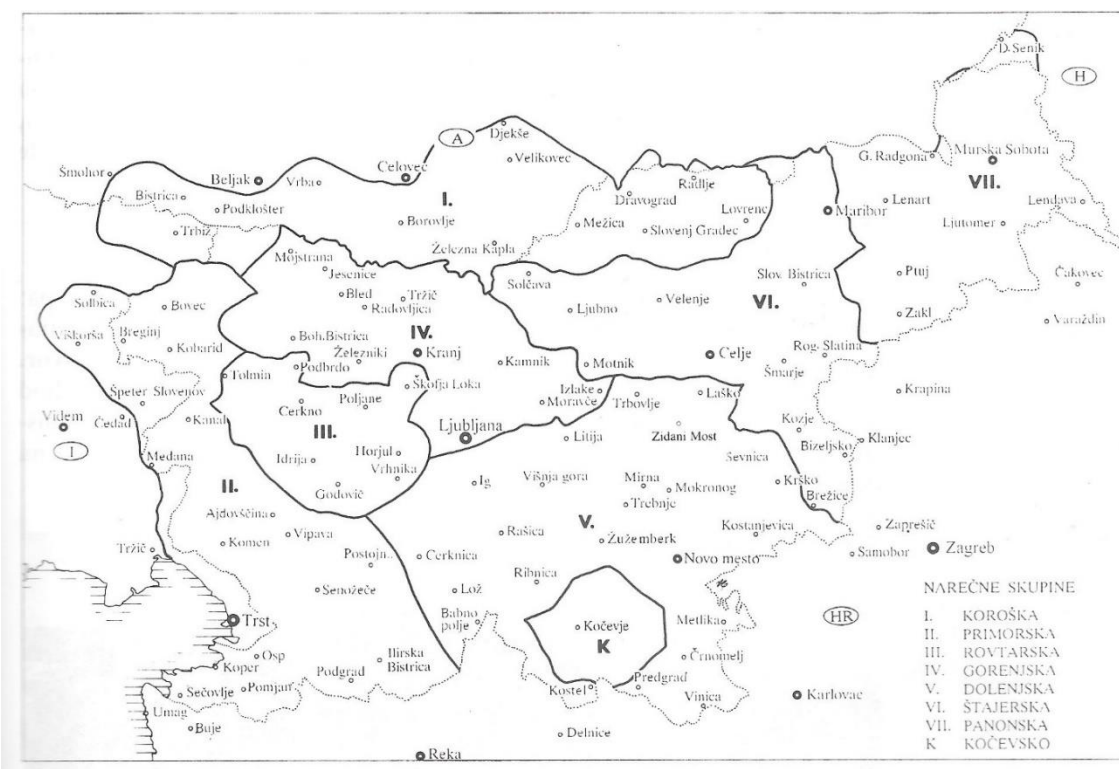 D. Senik
H
A
Djekše
Velikovec
G. Radgona
Murska Sobota
VII.
Šmohor
Beljak
Vrba
Celovec
I.
Bistrica
Podklošter
Borovlje
Radlje
Dravograd
Lovrenc
Maribor
Lenart
Lendava
Ljutomer
Trbiž
Mežica
Slovenj Gradec
Železna Kapla
Mojstrana
Jesenice
Solčava
Slov. Bistrica
Ptuj
Čakovec
Solbica
Bovec
Bled
Tržič
Radovljica
Ljubno
Velenje
VI.
Zakl
Varaždin
Viškorša
Breginj
Kobarid
Boh. Bistrica
IV.
Železniki
Kranj
Kamnik
Motnik
Celje
Rog. Slatina
Šmarje
Tolmin
Podbrdo
Škofja Loka
Špeter Slovenov
Cerkno
Poljane
Izlake
Moravče
Trbovlje
Laško
Krapina
Videm
Čedad
Kanal
III.
Ljubljana
Litija
Zidani Most
Kozje
Bizeljsko
Klanjec
I
Medana
Idrija
Horjul
Vrhnika
Sevnica
II.
Godovič
Ig
Višnja gora
Mirna
Mokronog
Krško
Brežice
Trebnje
Ajdovščina
V.
Komen
Vipava
Rašica
Žužemberk
Kostanjevica
Zaprešič
Tržič
Postojn..
Cerknica
Novo mesto
Samobor
Zagreb
Senožeče
Lož
Ribnica
Trst
Babno
polje
Kočevje
K
Metlika
HR
Osp
Koper
Podgrad
Ilirska
Bistrica
Črnomelj
Sečovlje
Pomjan
Kostel
Predgrad
Vinica
Karlovac
Umag
Buje
Delnice
Reka
NAREČNE SKUPINE
I. KOROŠKA
II. PRIMORSKA
III. ROVTARSKA
IV. GORENJSKA
V. DOLENJSKA
VI. ŠTAJERSKA
VII. PANONSKA
K KOČEVSKO